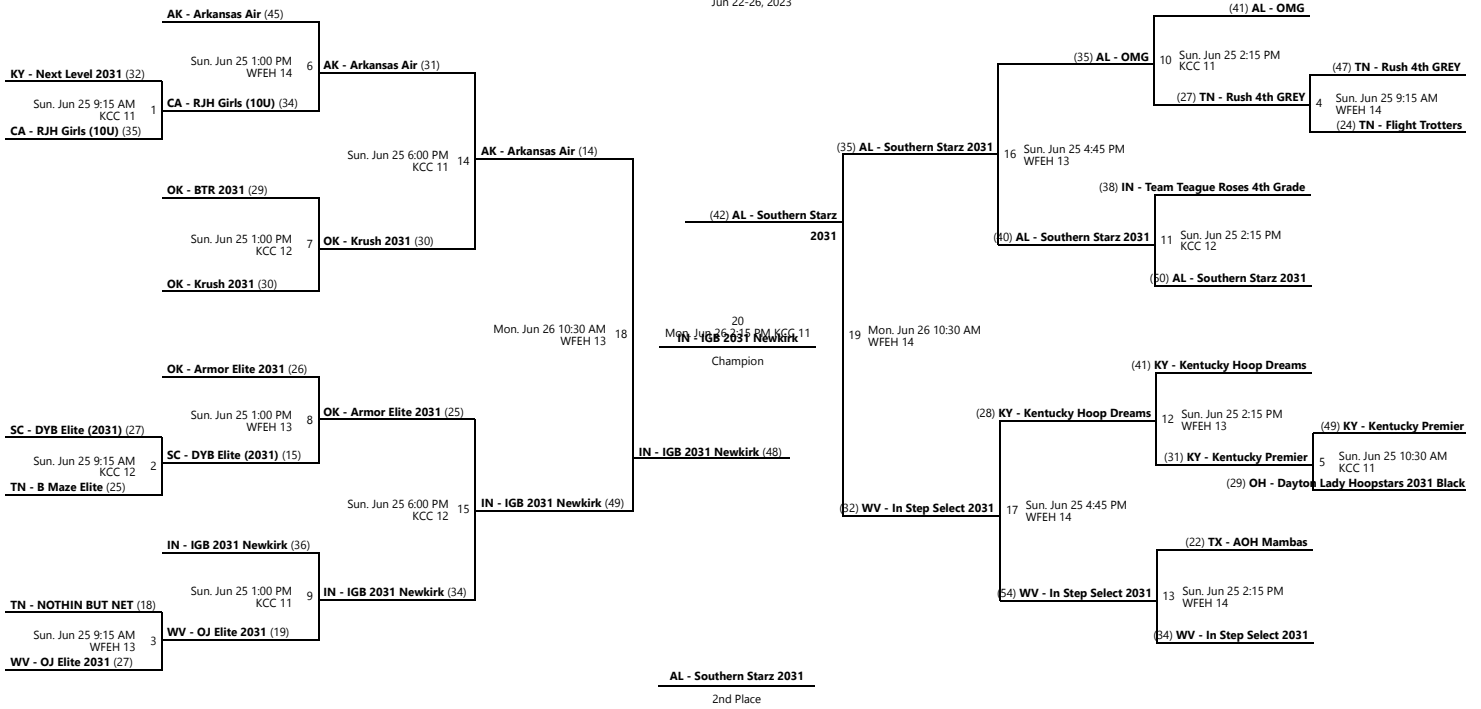 Jun 22-26, 2023
AK - Arkansas Air (45)
Sun. Jun 25 1:00 PM
WFEH 14
6
AK - Arkansas Air (31)
KY - Next Level 2031 (32)
Sun. Jun 25 9:15 AM
KCC 11
1
CA - RJH Girls (10U) (34)
CA - RJH Girls (10U) (35)
Sun. Jun 25 6:00 PM
KCC 11
14
AK - Arkansas Air (14)
OK - BTR 2031 (29)
Sun. Jun 25 1:00 PM
KCC 12
7
OK - Krush 2031 (30)
OK - Krush 2031 (30)
Mon. Jun 26 10:30 AM
WFEH 13
18
OK - Armor Elite 2031 (26)
Sun. Jun 25 1:00 PM
WFEH 13
8
OK - Armor Elite 2031 (25)
SC - DYB Elite (2031) (27)
Sun. Jun 25 9:15 AM
KCC 12
2
SC - DYB Elite (2031) (15)
TN - B Maze Elite (25)
IN - IGB 2031 Newkirk (48)
Sun. Jun 25 6:00 PM
KCC 12
15
IN - IGB 2031 Newkirk (49)
IN - IGB 2031 Newkirk (36)
Sun. Jun 25 1:00 PM
KCC 11
9
IN - IGB 2031 Newkirk (34)
TN - NOTHIN BUT NET (18)
Sun. Jun 25 9:15 AM
WFEH 13
3
WV - OJ Elite 2031 (19)
WV - OJ Elite 2031 (27)
(42) AL - Southern Starz
2031
20
Mon. Jun 26 2:15 PM KCC 11
IN - IGB 2031 Newkirk
Champion
AL - Southern Starz 2031
2nd Place
(41) AL - OMG
(35) AL - OMG
10
Sun. Jun 25 2:15 PM
KCC 11
(47) TN - Rush 4th GREY
(27) TN - Rush 4th GREY
4
Sun. Jun 25 9:15 AM
WFEH 14
(24) TN - Flight Trotters
(35) AL - Southern Starz 2031
16
Sun. Jun 25 4:45 PM
WFEH 13
(38) IN - Team Teague Roses 4th Grade
(40) AL - Southern Starz 2031
11
Sun. Jun 25 2:15 PM
KCC 12
AL - Southern Starz 2031
19
Mon. Jun 26 10:30 AM
WFEH 14
(41) KY - Kentucky Hoop Dreams
(28) KY - Kentucky Hoop Dreams
12
Sun. Jun 25 2:15 PM
WFEH 13
(49) KY - Kentucky Premier
(31) KY - Kentucky Premier
5
Sun. Jun 25 10:30 AM
KCC 11
(29) OH - Dayton Lady Hoopstars 2031 Black
(32) WV - In Step Select 2031
17
Sun. Jun 25 4:45 PM
WFEH 14
(22) TX - AOH Mambas
(54) WV - In Step Select 2031
13
Sun. Jun 25 2:15 PM
WFEH 14
(34) WV - In Step Select 2031